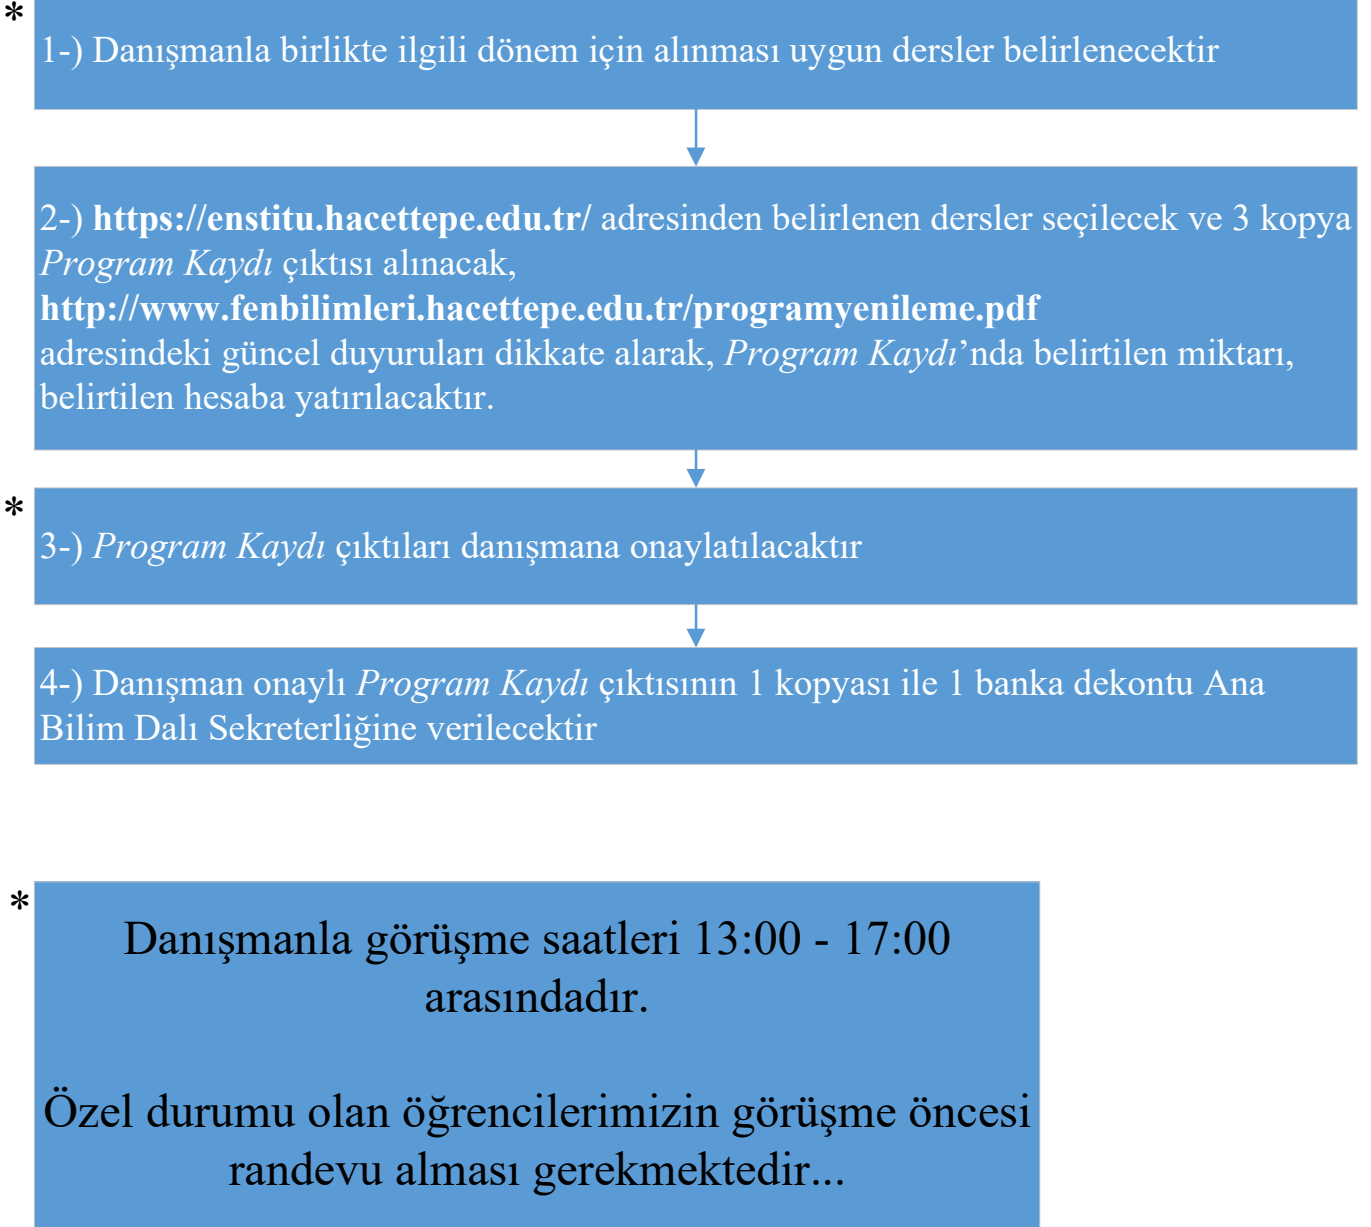 *
1-) Danışmanla birlikte ilgili dönem için alınması uygun dersler belirlenecektir
2-) https://enstitu.hacettepe.edu.tr/ adresinden belirlenen dersler seçilecek ve 3 kopya
Program Kaydı çıktısı alınacak,
http://www.fenbilimleri.hacettepe.edu.tr/programyenileme.pdf
adresindeki güncel duyuruları dikkate alarak, Program Kaydı’nda belirtilen miktarı,
belirtilen hesaba yatırılacaktır.
*
3-) Program Kaydı çıktıları danışmana onaylatılacaktır
4-) Danışman onaylı Program Kaydı çıktısının 1 kopyası ile 1 banka dekontu Ana
Bilim Dalı Sekreterliğine verilecektir
*
Danışmanla görüşme saatleri 13:00 - 17:00
arasındadır.
Özel durumu olan öğrencilerimizin görüşme öncesi
randevu alması gerekmektedir...